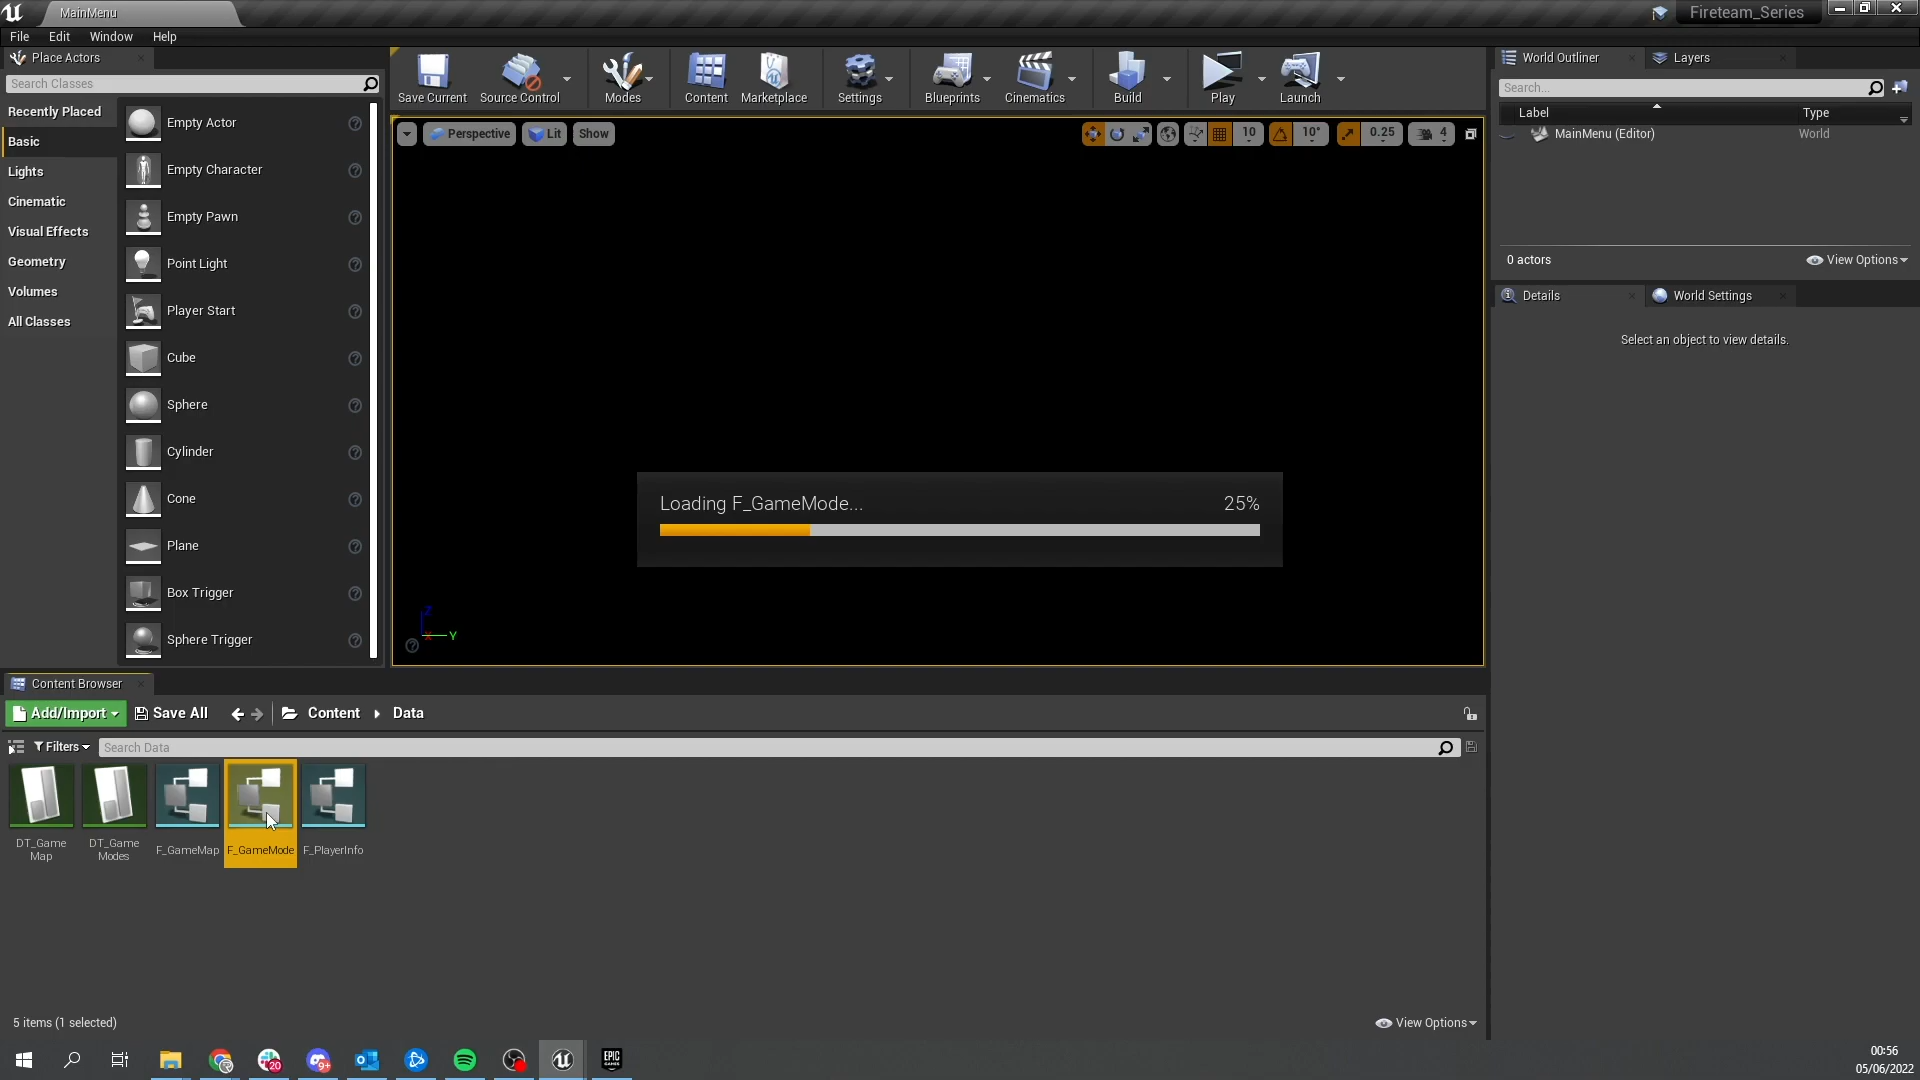 MainMenu
Fireteam_Series
File Edit Window Help
Place Actors
Search Classes
Recently Placed
Basic
Lights
Cinematic
Visual Effects
Geometry
Volumes
All Classes
Empty Actor
Empty Character
Empty Pawn
Point Light
Player Start
Cube
Sphere
Cylinder
Cone
Plane
Box Trigger
Sphere Trigger
Save Current Source Control Modes Content Marketplace Settings Blueprints Cinematics Build Play Launch
Perspective Lit Show
10 10° 0.25 4
Loading F_GameMode... 25%
Z
X Y
World Outliner Layers
Search...
Label Type
MainMenu (Editor) World
0 actors View Options
Details World Settings
Select an object to view details.
Content Browser
Add/Import Save All Content Data
Filters Search Data
DT_Game
Map
DT_Game
Modes
F_GameMap
F_GameMode
F_PlayerInfo
5 items (1 selected) View Options
20
9+
EPIC
GAMES
00:56
05/06/2022